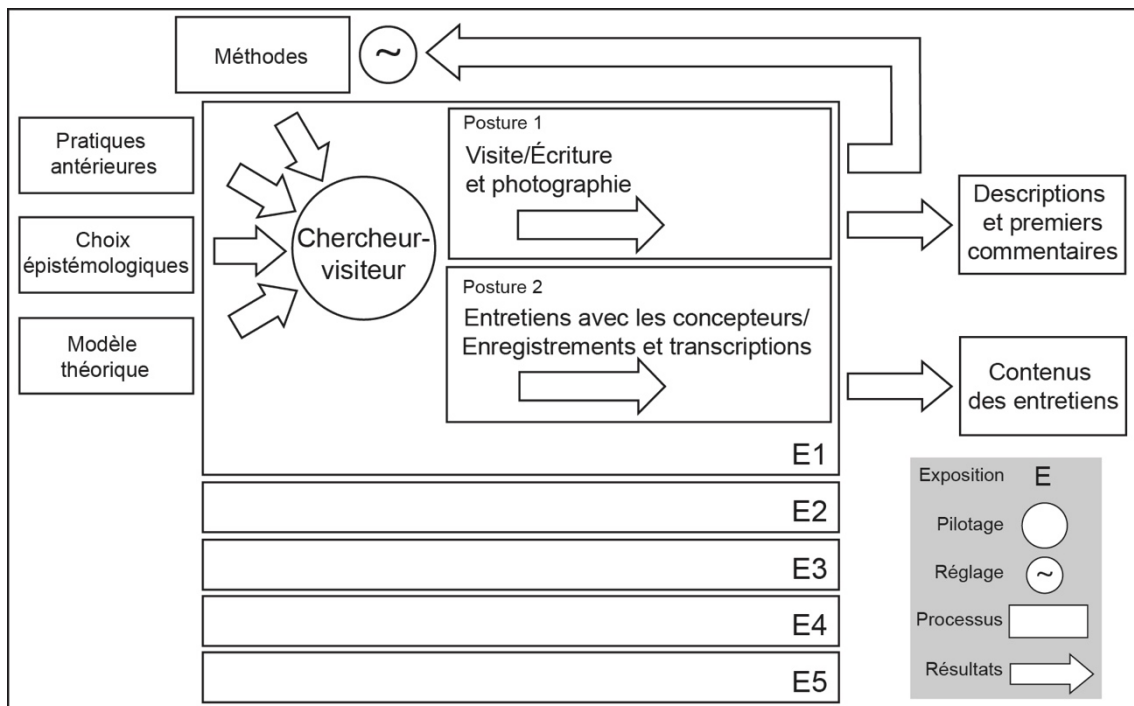 Méthodes
~
Pratiques
antérieures
Choix
épistémologiques
Modèle
théorique
Chercheur-
visiteur
Posture 1
Visite/Écriture
et photographie
Posture 2
Entretiens avec les concepteurs/
Enregistrements et transcriptions
E1
E2
E3
E4
E5
Descriptions
et premiers
commentaires
Contenus
des entretiens
Exposition E
Pilotage
Réglage ~
Processus
Résultats